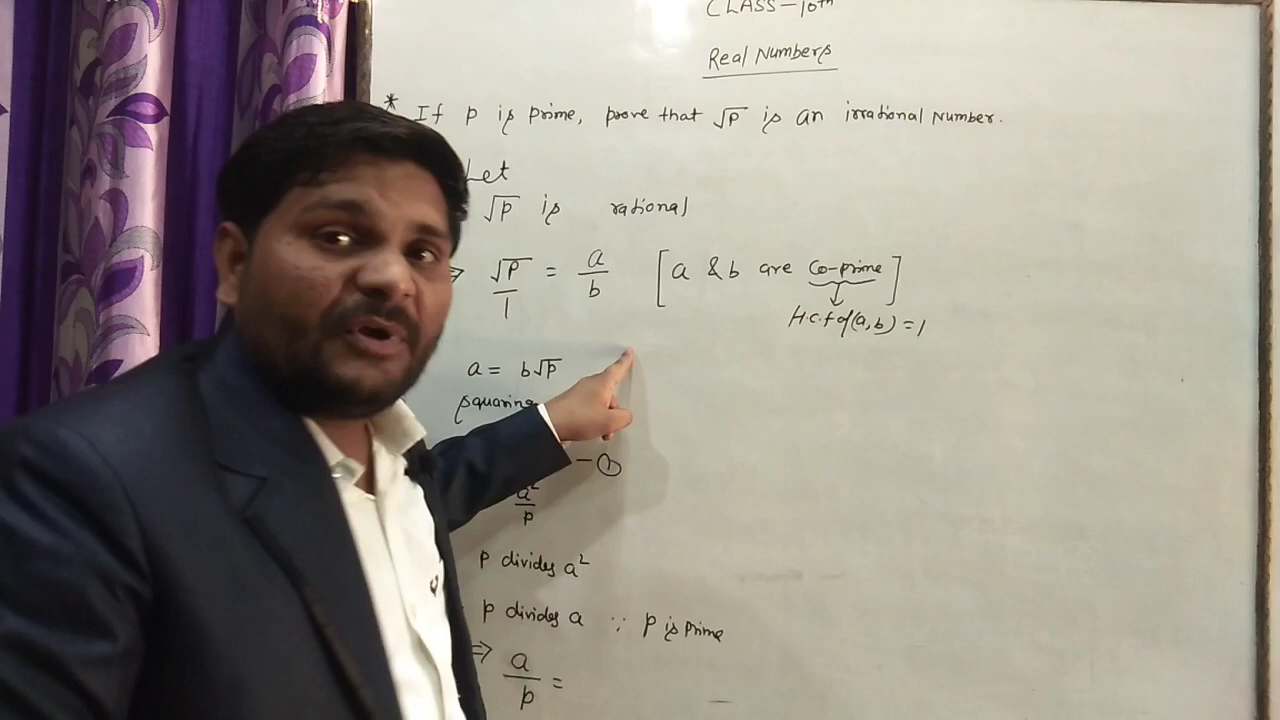 CLASS-10th
Real Numbers
* If p is prime, prove that √p is an irrational Number.
Let
√p is rational
⇒ √p/1 = a/b [a & b are Co-prime]
H.c.f of(a,b) = 1
a = b√p
squaring
- ①
a²/p
p divides a²
p divides a ∵ p is prime
⇒ a/p =